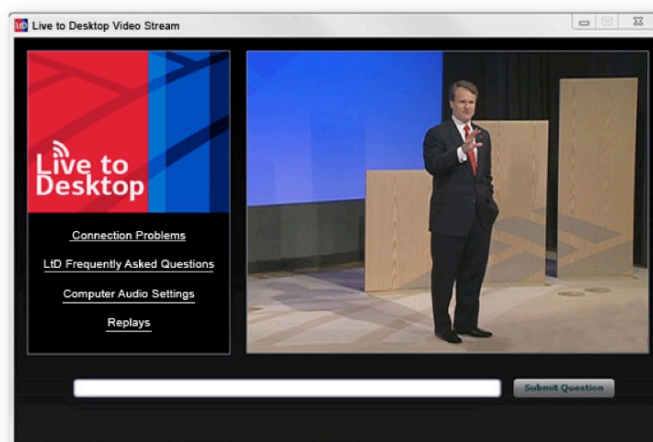 LtD Live to Desktop Video Stream
Live to
Desktop
Connection Problems
LtD Frequently Asked Questions
Computer Audio Settings
Replays
Submit Question